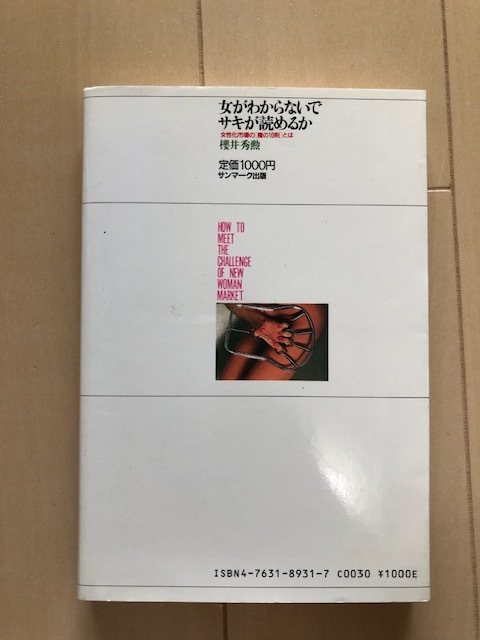 女がわからないで
サキが読めるか
女性化市場の「魔の10則」とは
櫻井秀勲
定価1000円
サンマーク出版
HOW TO
MEET
THE
CHALLENGE
OF NEW
WOMAN
MARKET
ISBN4-7631-8931-7 C0030 ¥1000E